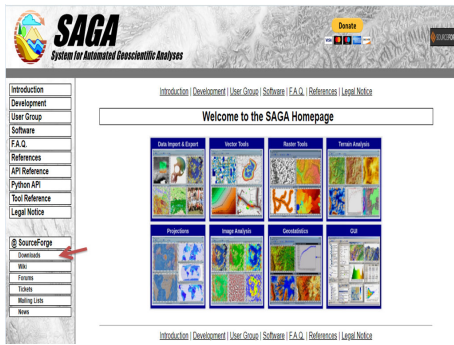 SAGA
System for Automated Geoscientific Analyses
Donate
VISA
SOURCEFOR
Introduction | Development | User Group | Software | F.A.Q. | References | Legal Notice
Welcome to the SAGA Homepage
Introduction
Development
User Group
Software
F.A.Q.
References
API Reference
Python API
Tool Reference
Legal Notice
@ SourceForge
Downloads
Wiki
Forums
Tickets
Mailing Lists
News
Data Import & Export
Vector Tools
Raster Tools
Terrain Analysis
Projections
Image Analysis
Geostatistics
GUI
Introduction | Development | User Group | Software | F.A.Q. | References | Legal Notice